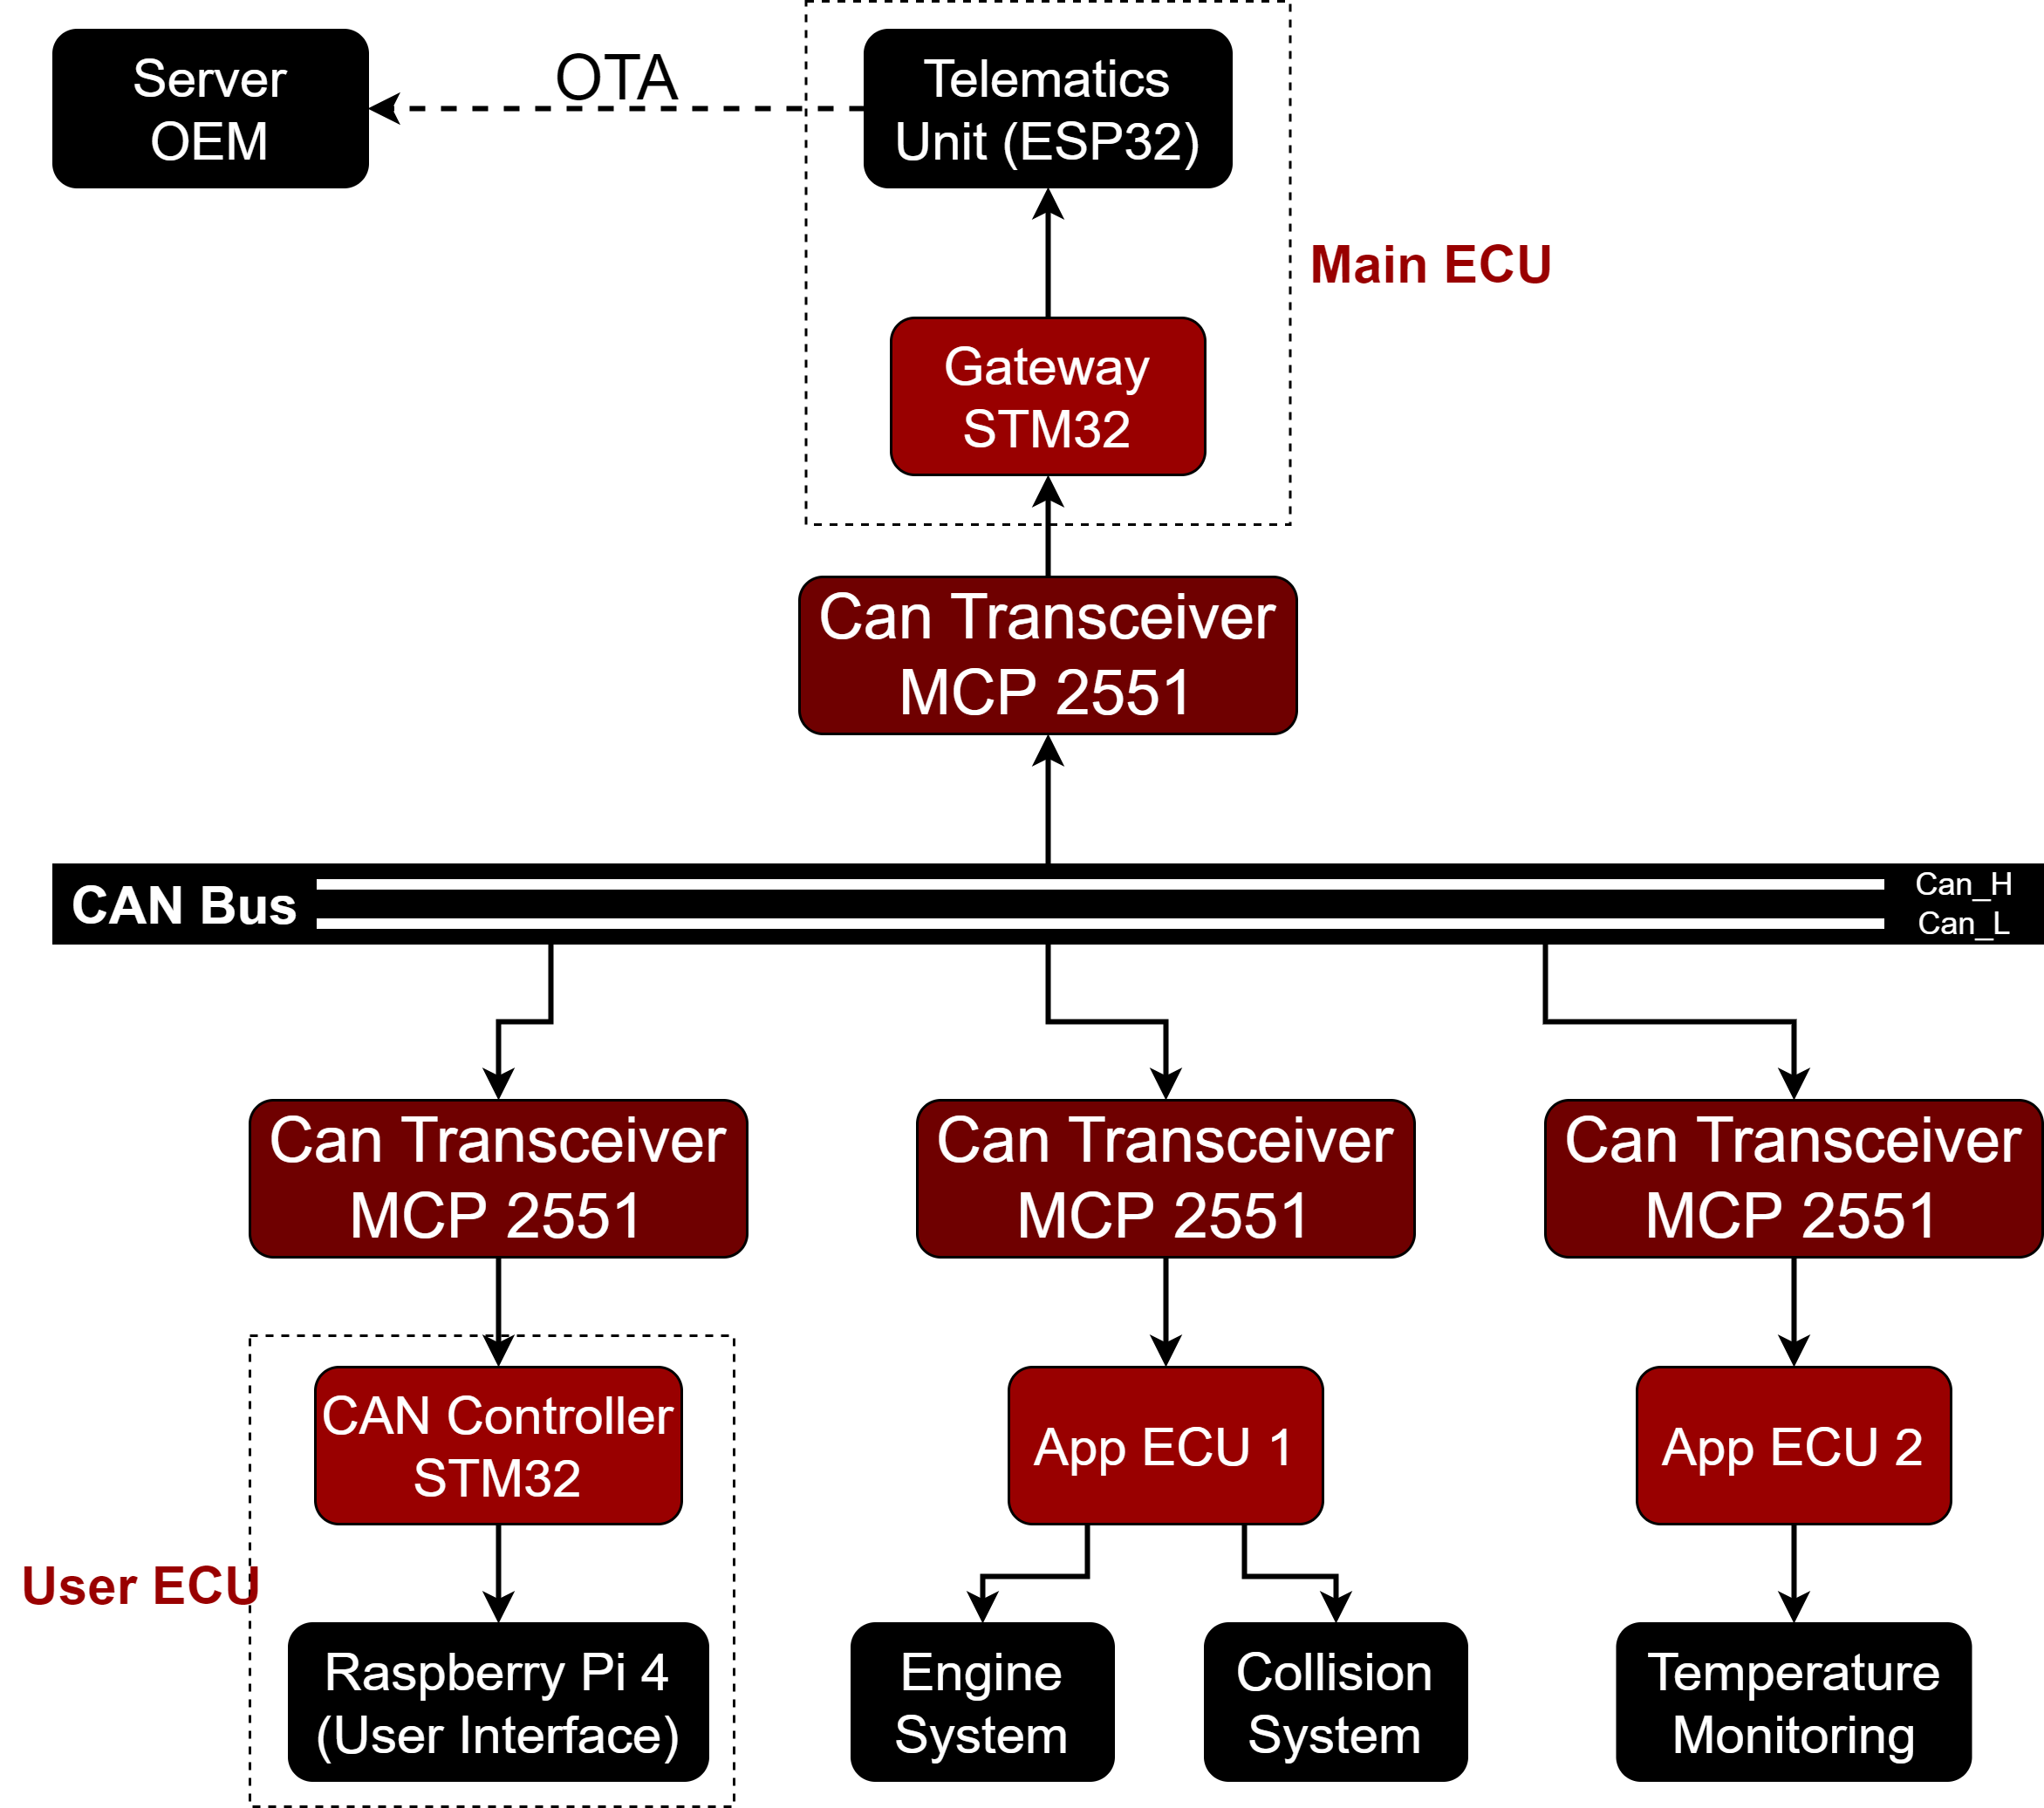 Server
OEM
OTA
Telematics
Unit (ESP32)
Main ECU
Gateway
STM32
Can Transceiver
MCP 2551
CAN Bus
Can_H
Can_L
Can Transceiver
MCP 2551
Can Transceiver
MCP 2551
Can Transceiver
MCP 2551
CAN Controller
STM32
App ECU 1
App ECU 2
User ECU
Raspberry Pi 4
(User Interface)
Engine
System
Collision
System
Temperature
Monitoring